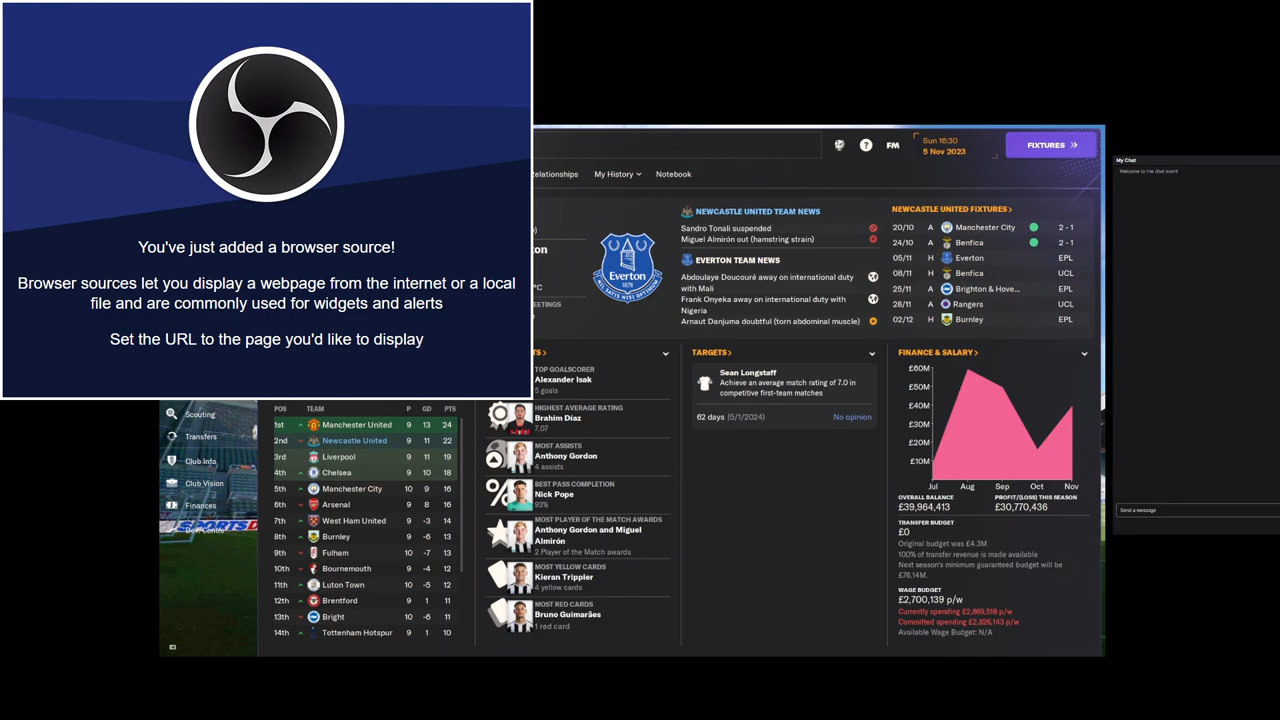 You've just added a browser source!
Browser sources let you display a webpage from the internet or a local
file and are commonly used for widgets and alerts
Set the URL to the page you'd like to display
FM
Sun 16:30
5 Nov 2023
FIXTURES
Relationships
My History
Notebook
Everton
1878
NIL SATIS NISI OPTIMUM
NEWCASTLE UNITED TEAM NEWS
Sandro Tonali suspended
Miguel Almirón out (hamstring strain)
EVERTON TEAM NEWS
Abdoulaye Doucouré away on international duty
with Mali
Frank Onyeka away on international duty with
Nigeria
Arnaut Danjuma doubtful (torn abdominal muscle)
NEWCASTLE UNITED FIXTURES >
20/10 A Manchester City 2 - 1
24/10 A Benfica 2 - 1
05/11 H Everton EPL
08/11 H Benfica UCL
25/11 A Brighton & Hove... EPL
28/11 A Rangers UCL
02/12 H Burnley EPL
My Chat
Welcome to the chat room!
Send a message
Scouting
Transfers
Club Info
Club Vision
Finances
Dev. Centre
POS TEAM P GD PTS
1st Manchester United 9 13 24
2nd Newcastle United 9 11 22
3rd Liverpool 9 11 19
4th Chelsea 9 10 18
5th Manchester City 10 9 16
6th Arsenal 9 8 16
7th West Ham United 9 -3 14
8th Burnley 9 -6 13
9th Fulham 10 -7 13
10th Bournemouth 9 -4 12
11th Luton Town 10 -5 12
12th Brentford 9 1 11
13th Bright 10 -6 11
14th Tottenham Hotspur 9 1 10
TOP GOALSCORER
Alexander Isak
5 goals
HIGHEST AVERAGE RATING
Brahim Díaz
7.07
MOST ASSISTS
Anthony Gordon
4 assists
BEST PASS COMPLETION
Nick Pope
93%
MOST PLAYER OF THE MATCH AWARDS
Anthony Gordon and Miguel
Almirón
2 Player of the Match awards
MOST YELLOW CARDS
Kieran Trippier
4 yellow cards
MOST RED CARDS
Bruno Guimarães
1 red card
TARGETS >
Sean Longstaff
Achieve an average match rating of 7.0 in
competitive first-team matches
62 days (5/1/2024) No opinion
FINANCE & SALARY >
£60M
£50M
£40M
£30M
£20M
£10M
Jul Aug Sep Oct Nov
OVERALL BALANCE
£39,964,413
PROFIT/(LOSS) THIS SEASON
£30,770,436
TRANSFER BUDGET
£0
Original budget was £4.3M
100% of transfer revenue is made available
Next season's minimum guaranteed budget will be
£76.14M.
WAGE BUDGET
£2,700,139 p/w
Currently spending £2,869,518 p/w
Committed spending £2,826,143 p/w
Available Wage Budget: N/A